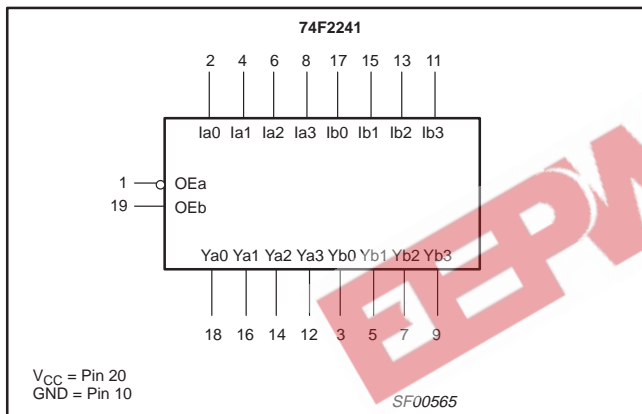 74F2241
2 4 6 8 17 15 13 11
Ia0 Ia1 Ia2 Ia3 Ib0 Ib1 Ib2 Ib3
1 OEa
19 OEb
Ya0 Ya1 Ya2 Ya3 Yb0 Yb1 Yb2 Yb3
18 16 14 12 3 5 7 9
VCC = Pin 20
GND = Pin 10
SF00565
EEPW